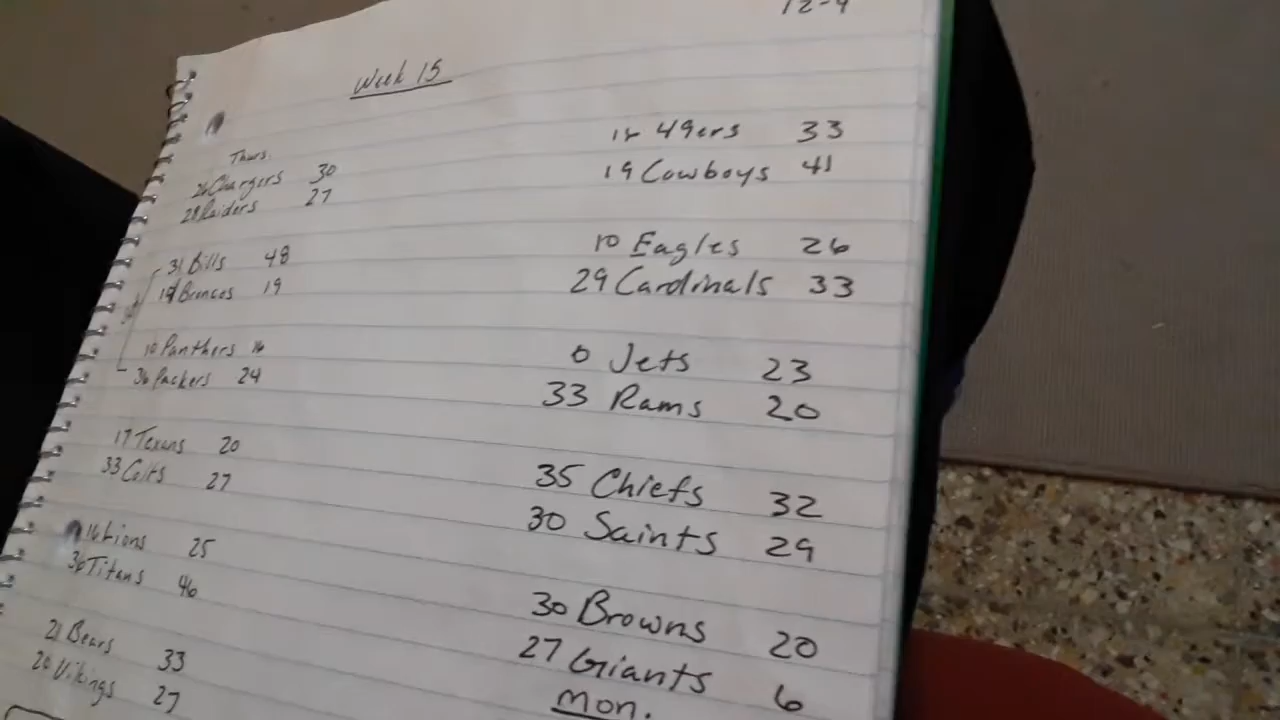 12-4
Week 15
Thurs.
26 Chargers 30
28 Raiders 27
31 Bills 48
Broncos 19
10 Panthers 16
36 Packers 24
17 Texans 20
33 Colts 27
16 Lions 25
36 Titans 46
21 Bears 33
20 Vikings 27
49ers 33
19 Cowboys 41
10 Eagles 26
29 Cardinals 33
0 Jets 23
33 Rams 20
35 Chiefs 32
30 Saints 29
30 Browns 20
27 Giants 6
Mon.